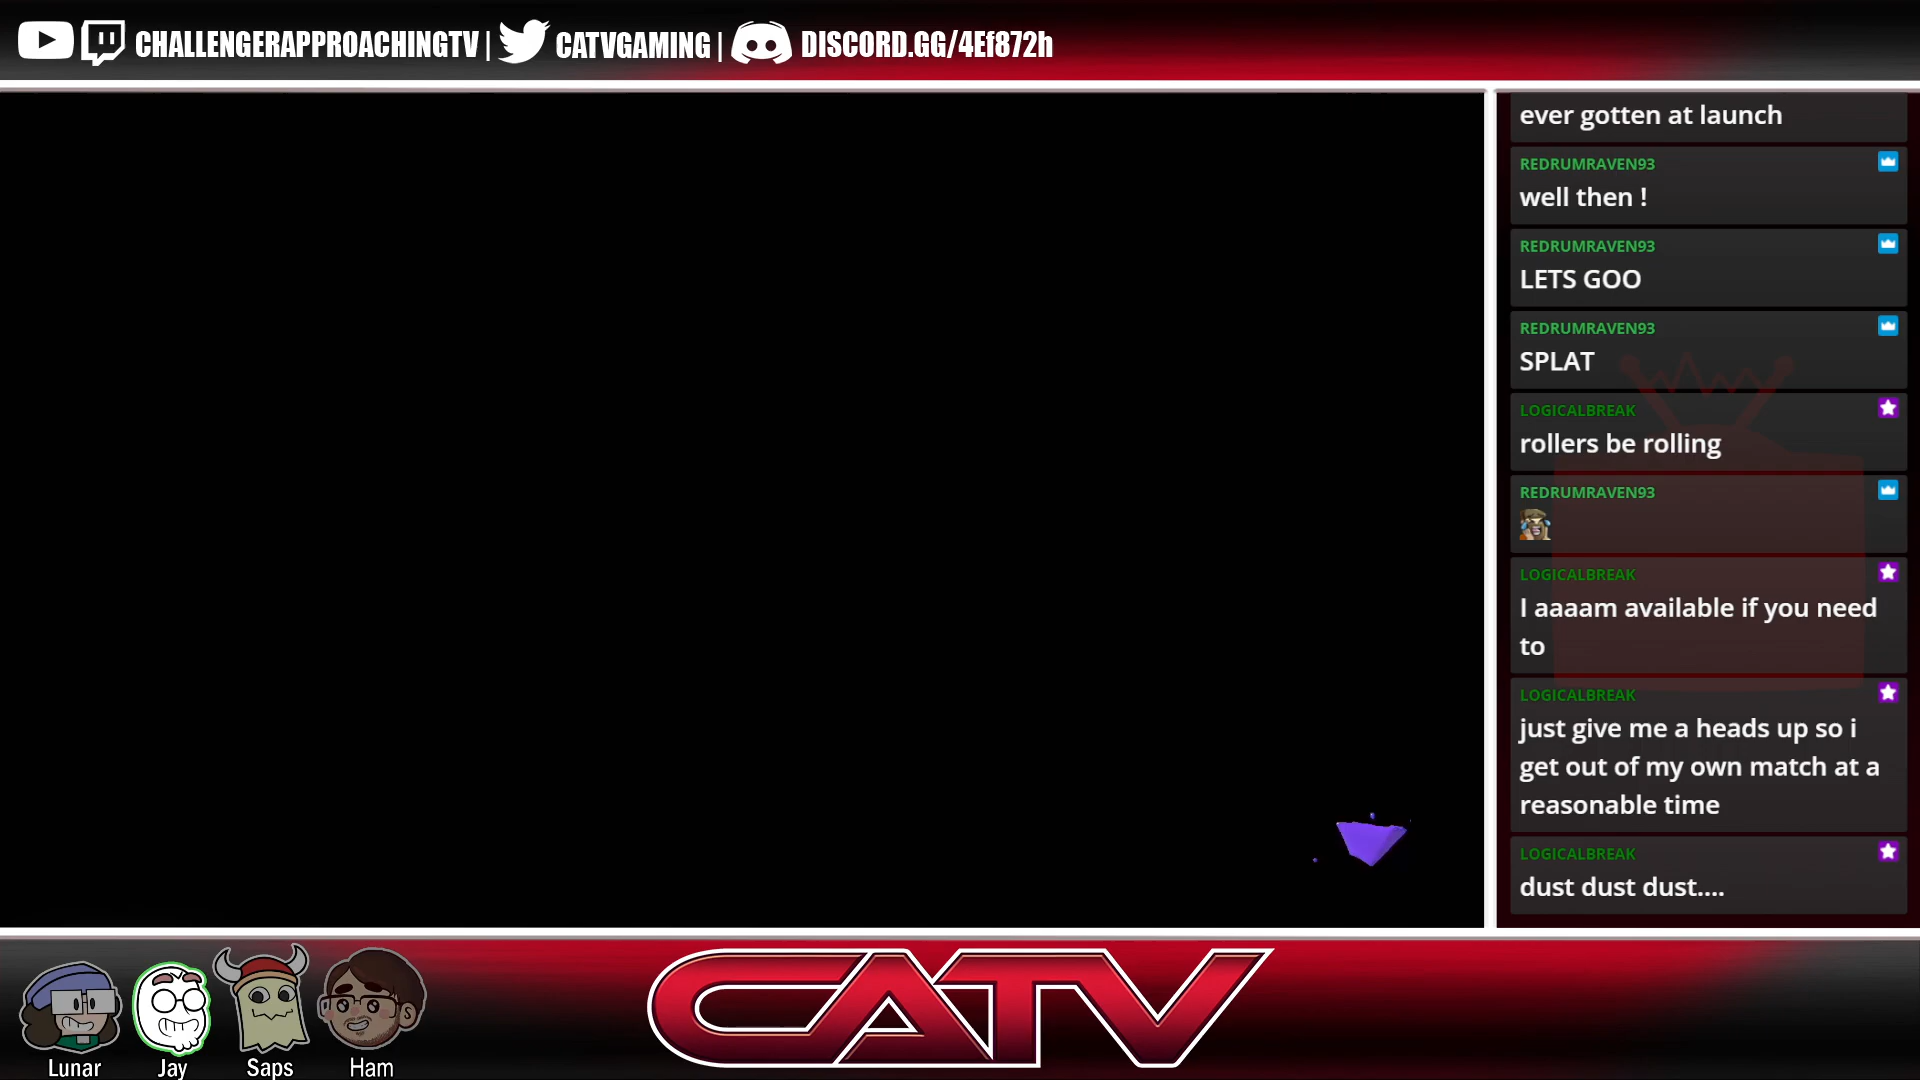 CHALLENGERAPPROACHINGTV | CATVGAMING | DISCORD.GG/4Ef872h
ever gotten at launch
REDRUMRAVEN93
well then !
REDRUMRAVEN93
LETS GOO
REDRUMRAVEN93
SPLAT
LOGICALBREAK
rollers be rolling
REDRUMRAVEN93
LOGICALBREAK
I aaaam available if you need
to
LOGICALBREAK
just give me a heads up so i
get out of my own match at a
reasonable time
LOGICALBREAK
dust dust dust....
CATV
Lunar Jay Saps Ham